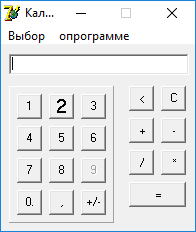 Кал...
Выбор опрограмме
1 2 3 < C
4 5 6 + -
7 8 9 / *
0. , +/- =